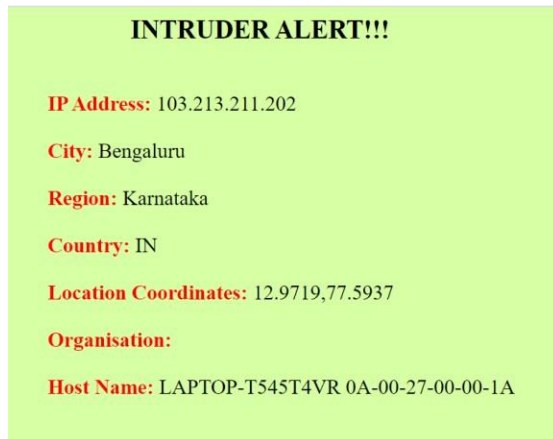 INTRUDER ALERT!!!
IP Address: 103.213.211.202
City: Bengaluru
Region: Karnataka
Country: IN
Location Coordinates: 12.9719,77.5937
Organisation:
Host Name: LAPTOP-T545T4VR 0A-00-27-00-00-1A